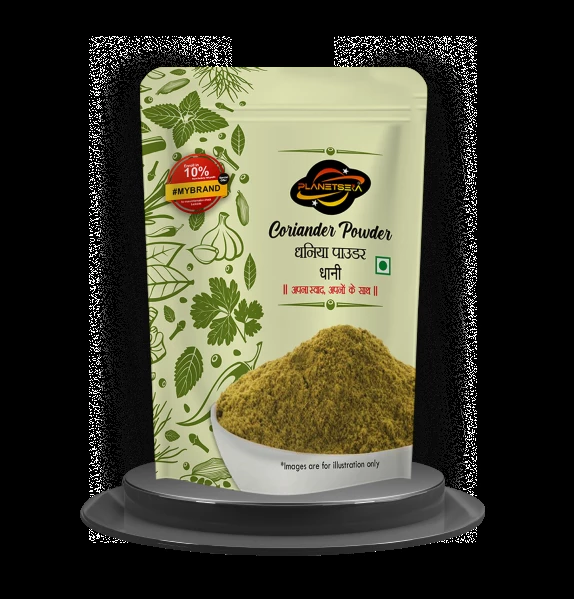 10%
#MYBRAND
PLANETSERA
Coriander Powder
धनिया पाउडर
धानी
|| अपना स्वाद, अपनों के साथ ||
*Images are for illustration only